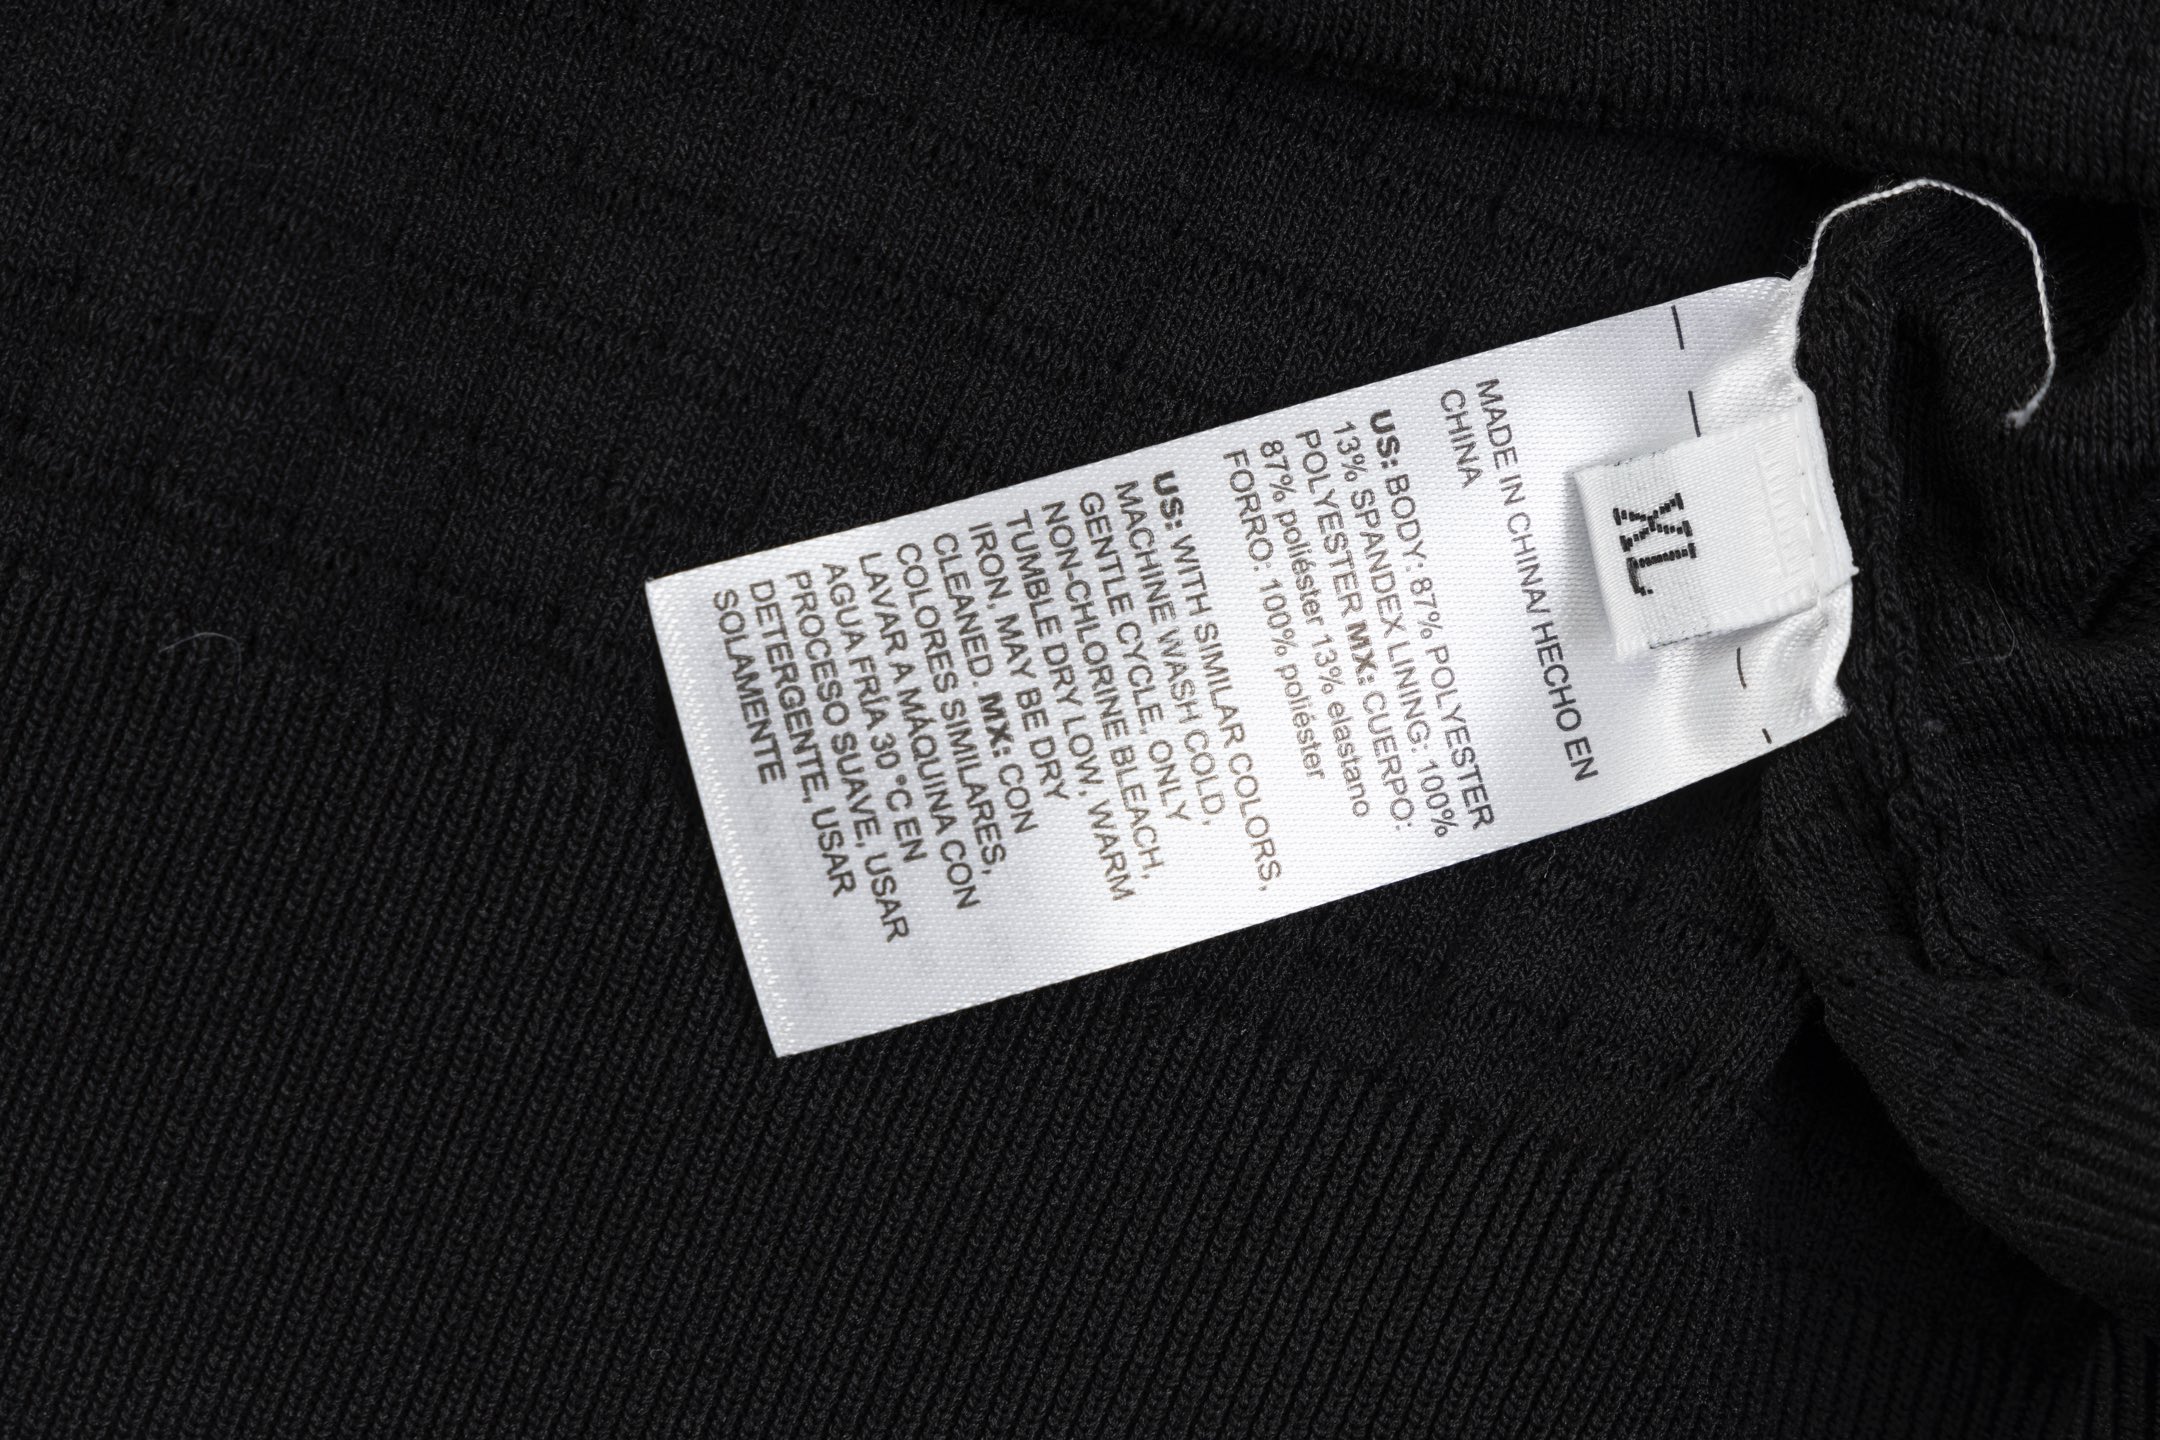 XL
MADE IN CHINA/ HECHO EN
CHINA
US: BODY: 87% POLYESTER
13% SPANDEX LINING: 100%
POLYESTER MX: CUERPO:
87% poliéster 13% elastano
FORRO: 100% poliéster
US: WITH SIMILAR COLORS,
MACHINE WASH COLD,
GENTLE CYCLE, ONLY
NON-CHLORINE BLEACH,
TUMBLE DRY LOW, WARM
IRON, MAY BE DRY
CLEANED. MX: CON
COLORES SIMILARES,
LAVAR A MÁQUINA CON
AGUA FRÍA 30 °C EN
PROCESO SUAVE, USAR
DETERGENTE, USAR
SOLAMENTE